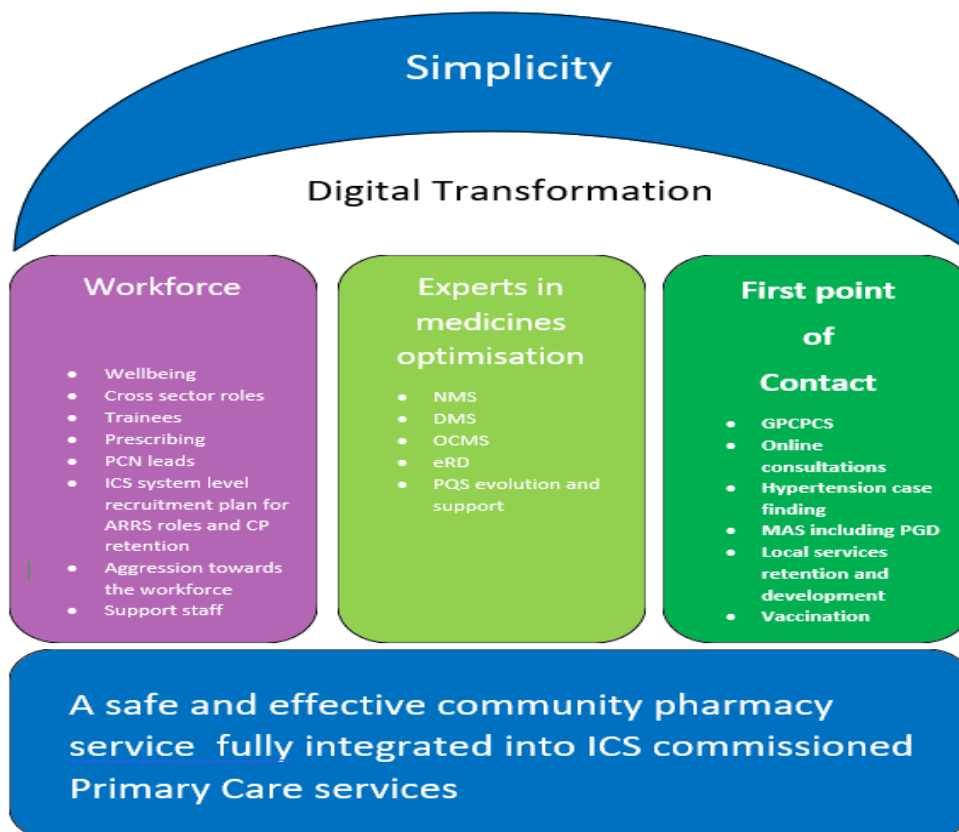 Simplicity
Digital Transformation
Workforce
• Wellbeing
• Cross sector roles
• Trainees
• Prescribing
• PCN leads
• ICS system level
recruitment plan for
ARRS roles and CP
retention
• Aggression towards
the workforce
• Support staff
Experts in
medicines
optimisation
• NMS
• DMS
• OCMS
• eRD
• PQS evolution and
support
First point
of
Contact
• GPCPCS
• Online
consultations
• Hypertension case
finding
• MAS including PGD
• Local services
retention and
development
• Vaccination
A safe and effective community pharmacy
service fully integrated into ICS commissioned
Primary Care services